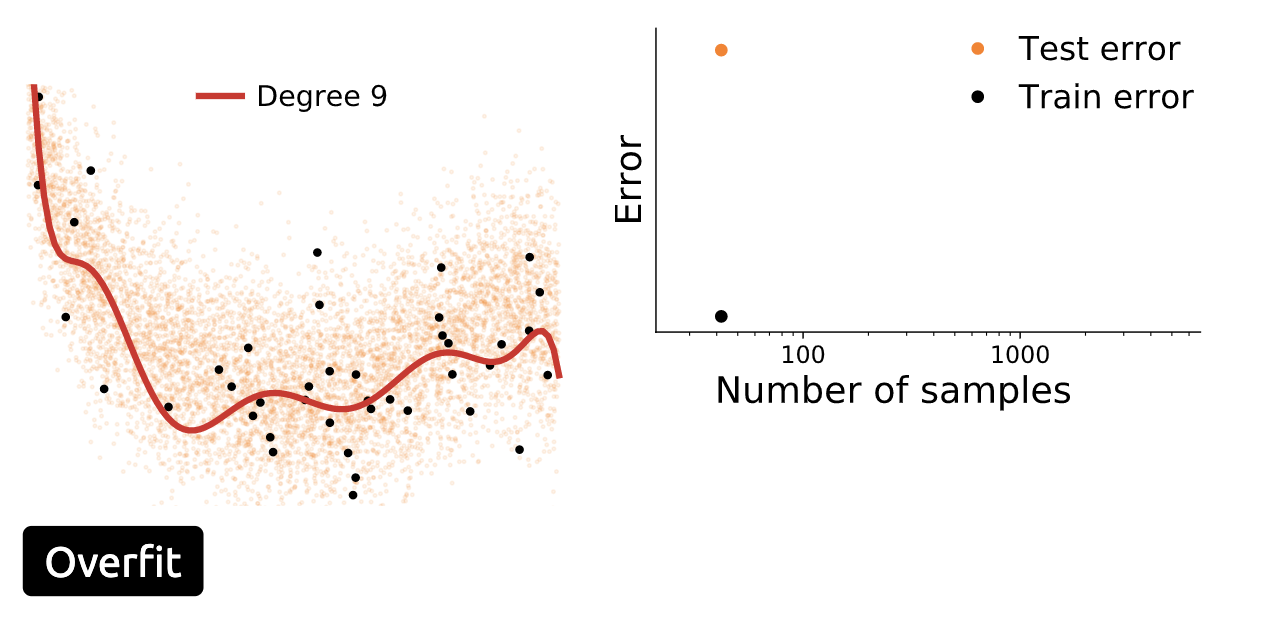 Degree 9
Overfit
Error
Test error
Train error
100
1000
Number of samples